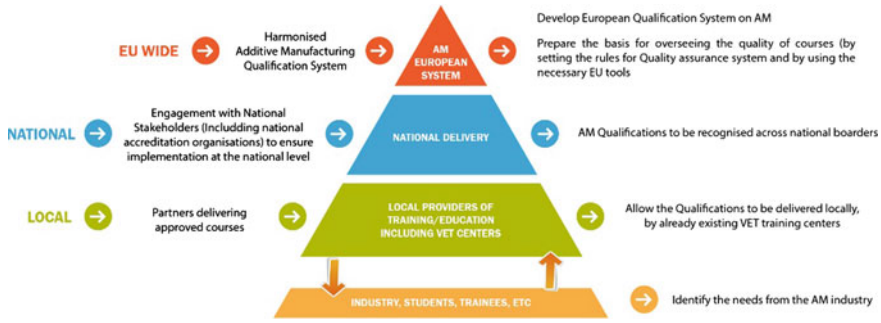 EU WIDE
Harmonised
Additive Manufacturing
Qualification System
AM
EUROPEAN
SYSTEM
Develop European Qualification System on AM
Prepare the basis for overseeing the quality of courses (by
setting the rules for Quality assurance system and by using the
necessary EU tools
NATIONAL
Engagement with National
Stakeholders (Includding national
accreditation organisations) to ensure
implementation at the national level
NATIONAL DELIVERY
AM Qualifications to be recognised across national boarders
LOCAL
Partners delivering
approved courses
LOCAL PROVIDERS OF
TRAINING/EDUCATION
INCLUDING VET CENTERS
Allow the Qualifications to be delivered locally,
by already existing VET training centers
INDUSTRY, STUDENTS, TRAINEES, ETC
Identify the needs from the AM industry